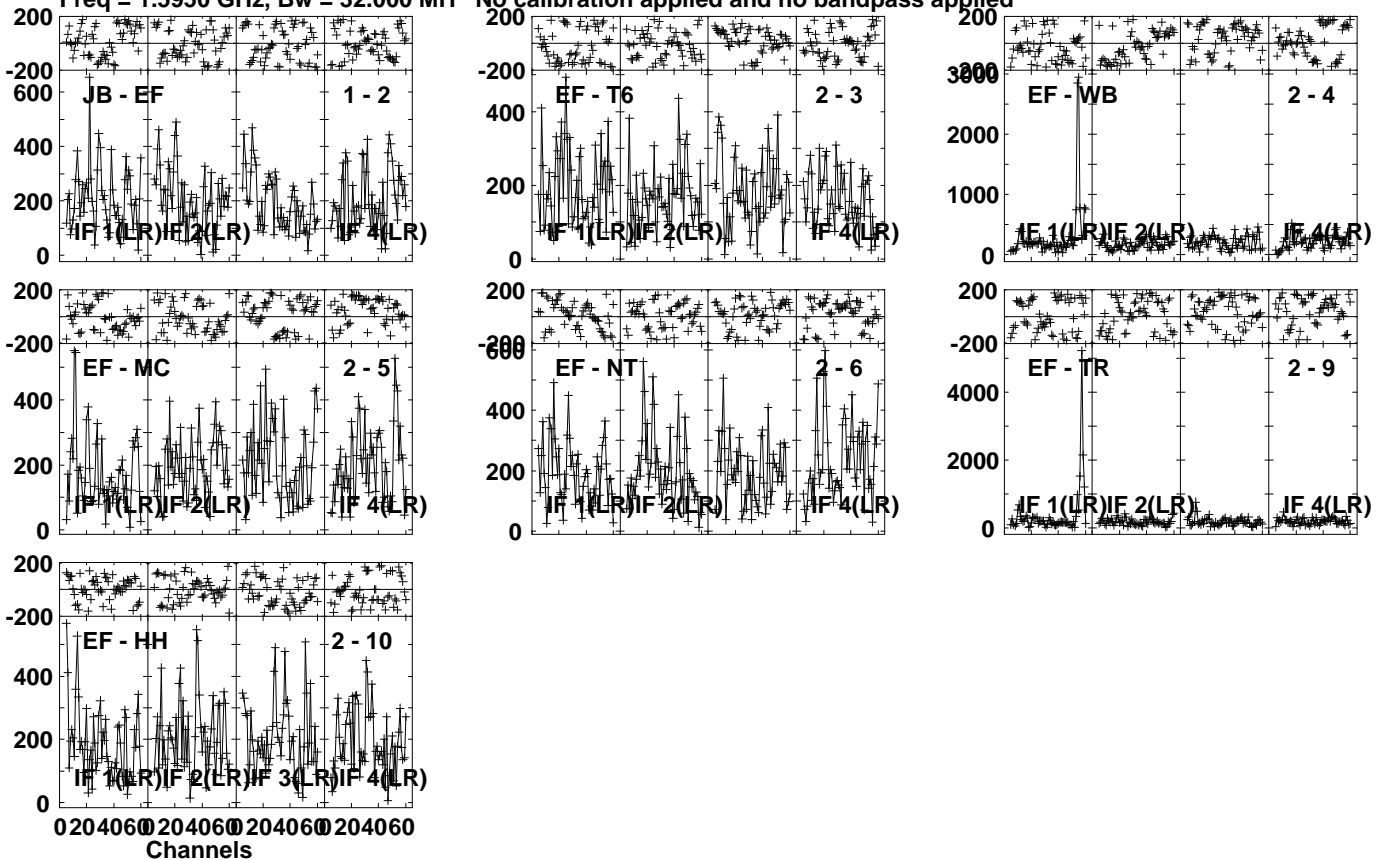 Freq = 1.5950 GHz, Bw = 32.000 MH No calibration applied and no bandpass applied
200
-200
JB - EF 1 - 2
600
400
200
0
IF 1(LR) IF 2(LR) IF 4(LR)
200
-200
EF - T6 2 - 3
400
200
0
IF 1(LR) IF 2(LR) IF 4(LR)
200
-200
3000
EF - WB 2 - 4
2000
1000
0
IF 1(LR) IF 2(LR) IF 4(LR)
200
-200
EF - MC 2 - 5
400
200
0
IF 1(LR) IF 2(LR) IF 4(LR)
200
-200
600
EF - NT 2 - 6
400
200
0
IF 1(LR) IF 2(LR) IF 4(LR)
200
-200
EF - TR 2 - 9
4000
2000
0
IF 1(LR) IF 2(LR) IF 4(LR)
200
-200
EF - HH 2 - 10
400
200
0
IF 1(LR) IF 2(LR) IF 3(LR) IF 4(LR)
0 20 40 60 0 20 40 60 0 20 40 60 0 20 40 60
Channels